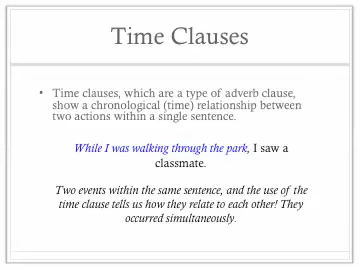 Time Clauses
• Time clauses, which are a type of adverb clause,
show a chronological (time) relationship between
two actions within a single sentence.
While I was walking through the park, I saw a
classmate.
Two events within the same sentence, and the use of the
time clause tells us how they relate to each other! They
occurred simultaneously.